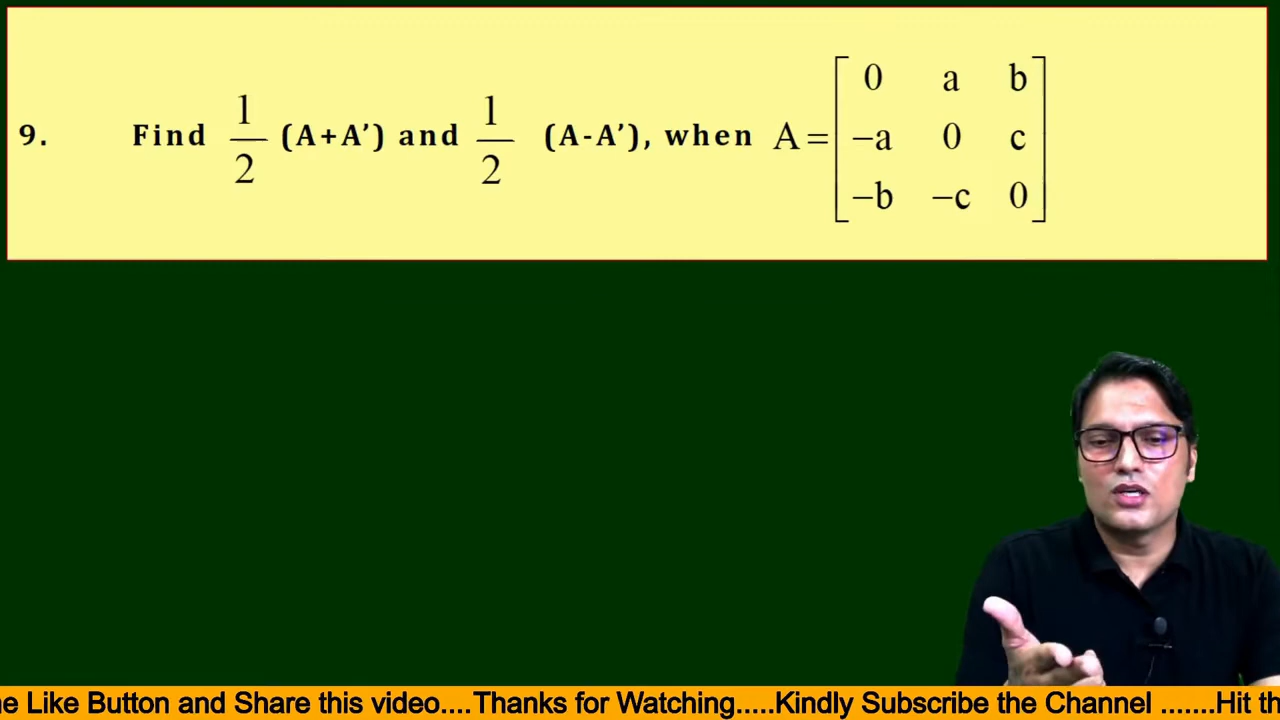 9. Find 1/2 (A+A’) and 1/2 (A-A’), when A = [0 a b; −a 0 c; −b −c 0]
e Like Button and Share this video....Thanks for Watching.....Kindly Subscribe the Channel .......Hit th